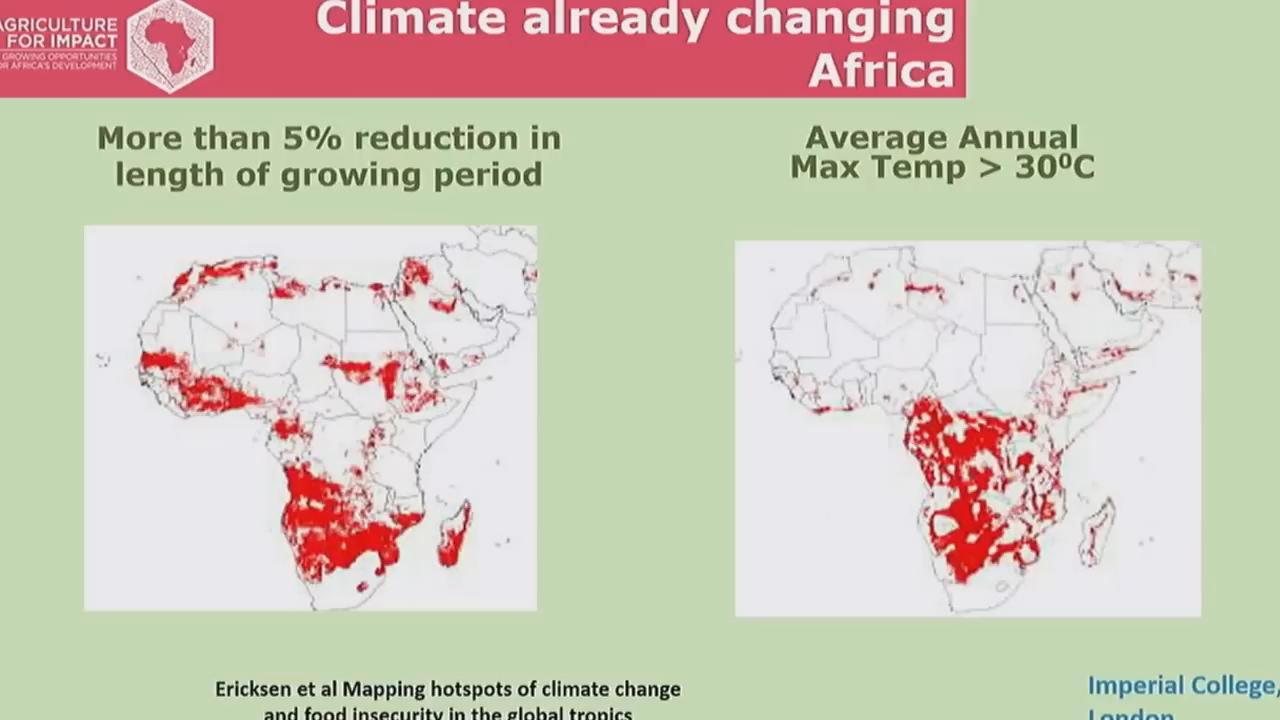 AGRICULTURE
FOR IMPACT
GROWING OPPORTUNITIES
FOR AFRICA'S DEVELOPMENT
Climate already changing
Africa
More than 5% reduction in
length of growing period
Average Annual
Max Temp > 30⁰C
Ericksen et al Mapping hotspots of climate change
and food insecurity in the global tropics
Imperial College,
London